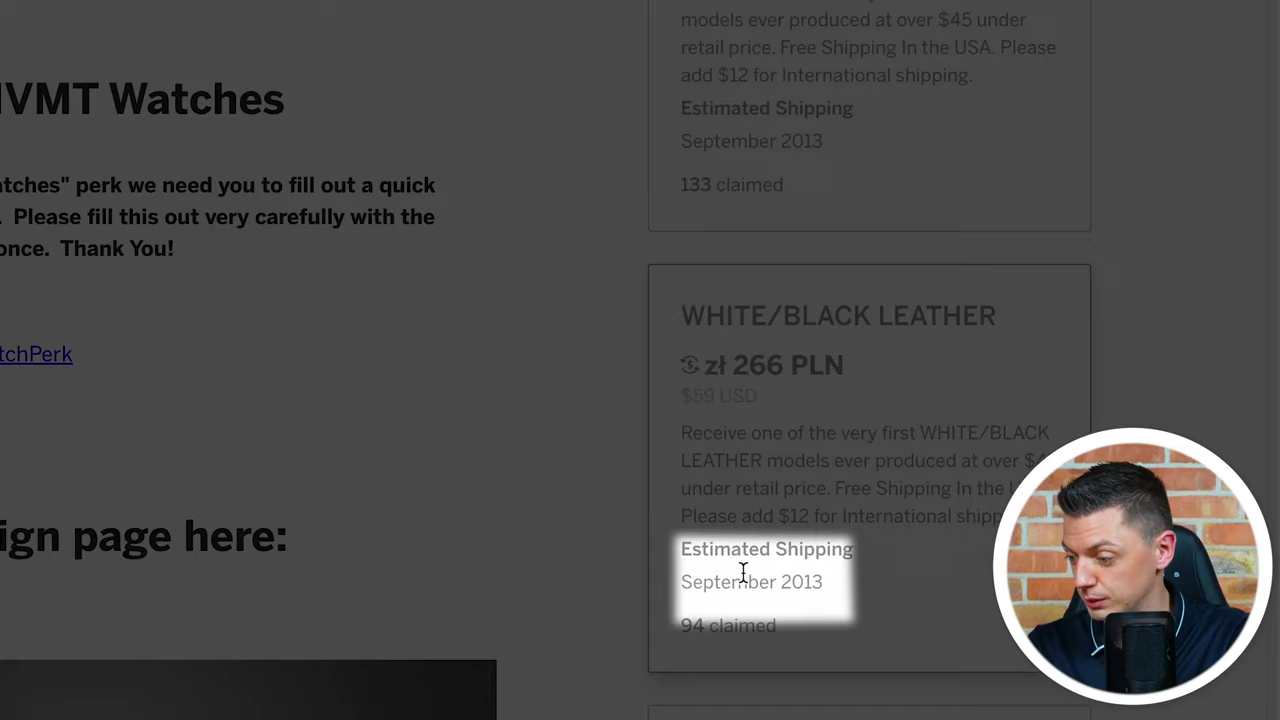 models ever produced at over $45 under
retail price. Free Shipping In the USA. Please
add $12 for International shipping.
Estimated Shipping
September 2013
133 claimed
VMT Watches
tches" perk we need you to fill out a quick
. Please fill this out very carefully with the
once. Thank You!
tchPerk
ign page here:
WHITE/BLACK LEATHER
zł 266 PLN
$59 USD
Receive one of the very first WHITE/BLACK
LEATHER models ever produced at over $4
under retail price. Free Shipping In the
Please add $12 for International shipp
Estimated Shipping
September 2013
94 claimed